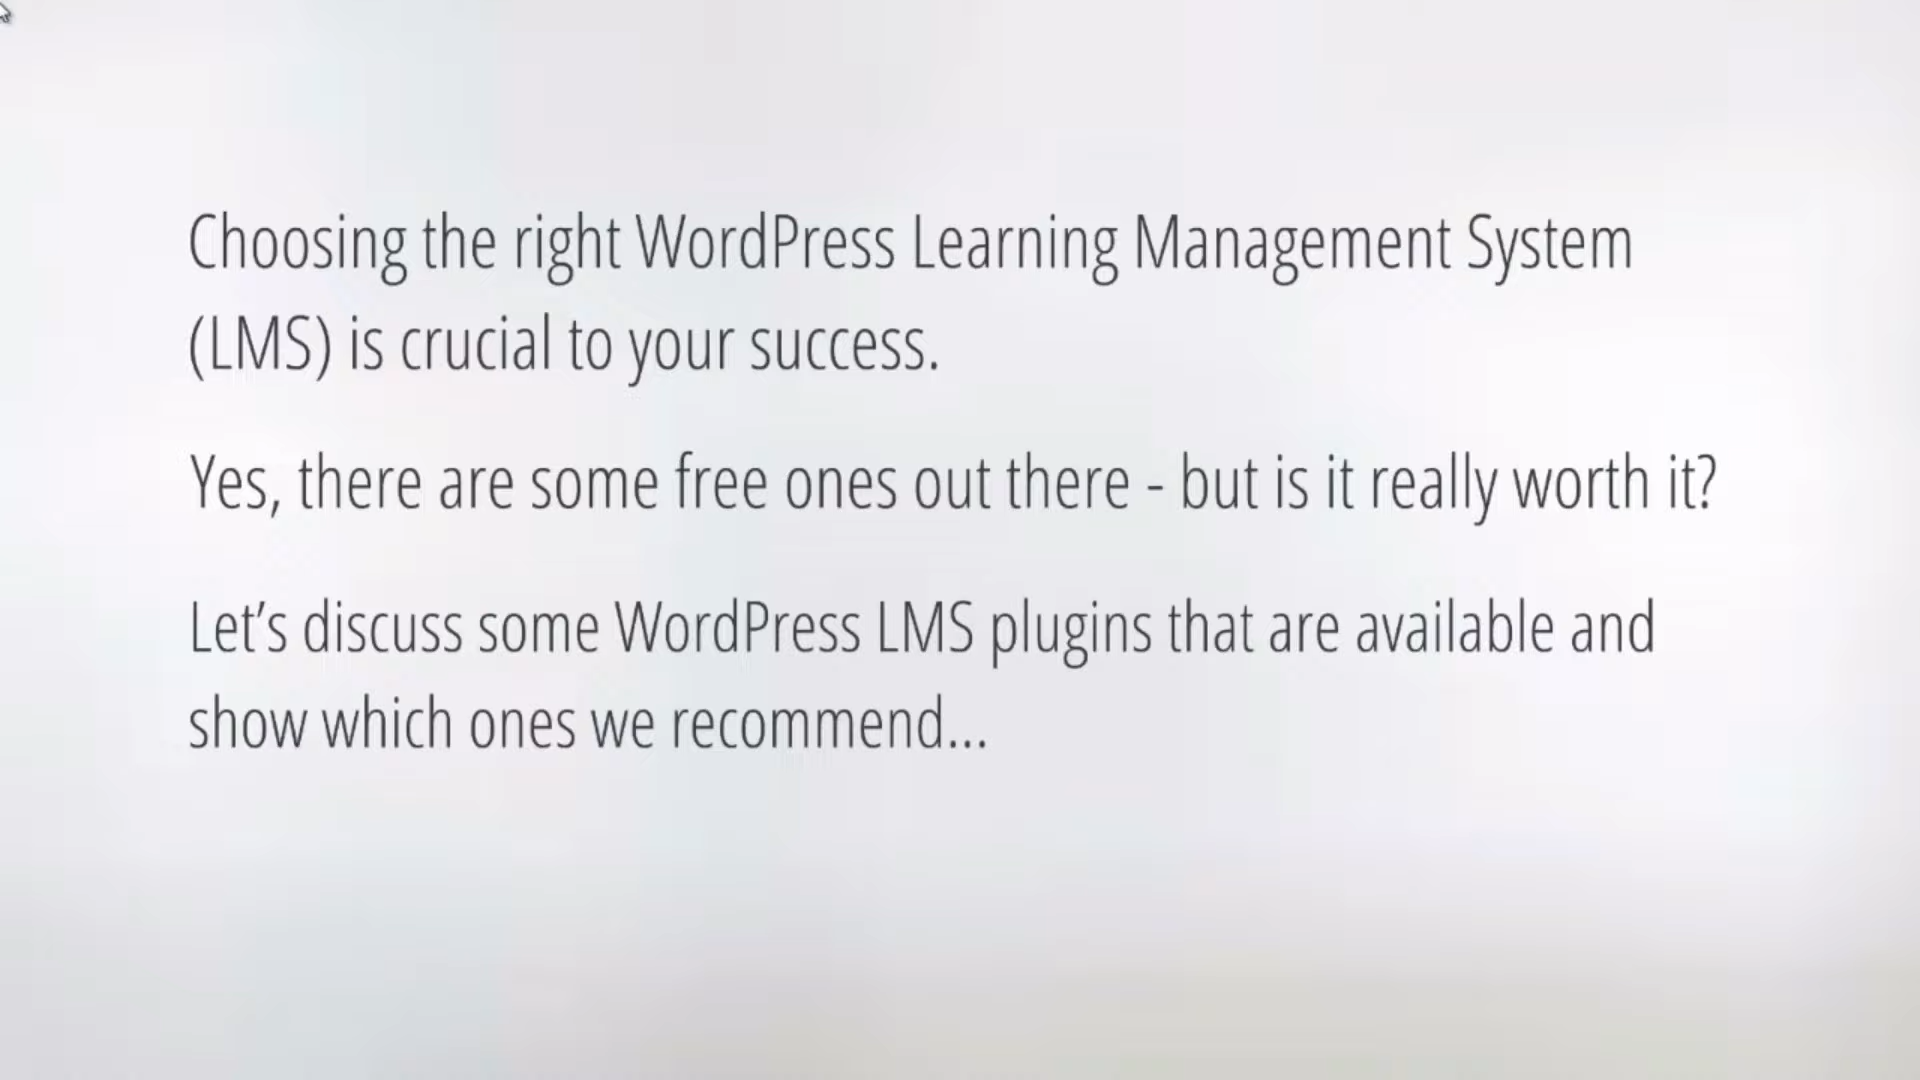 Choosing the right WordPress Learning Management System
(LMS) is crucial to your success.
Yes, there are some free ones out there - but is it really worth it?
Let’s discuss some WordPress LMS plugins that are available and
show which ones we recommend...